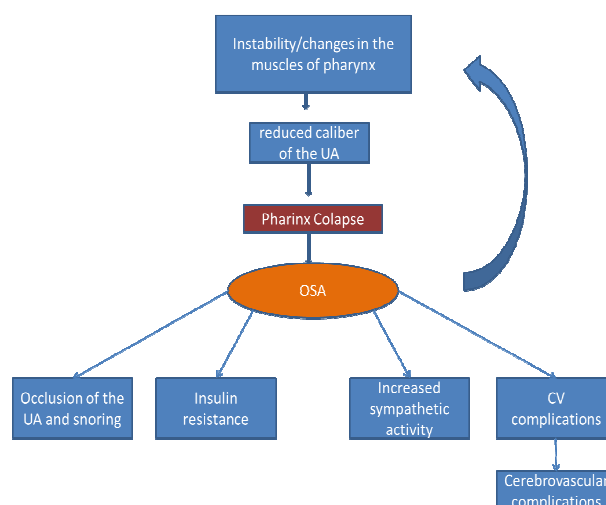 Instability/changes in the
muscles of pharynx
reduced caliber
of the UA
Pharinx Colapse
OSA
Occlusion of the
UA and snoring
Insulin
resistance
Increased
sympathetic
activity
CV
complications
Cerebrovascular
complications